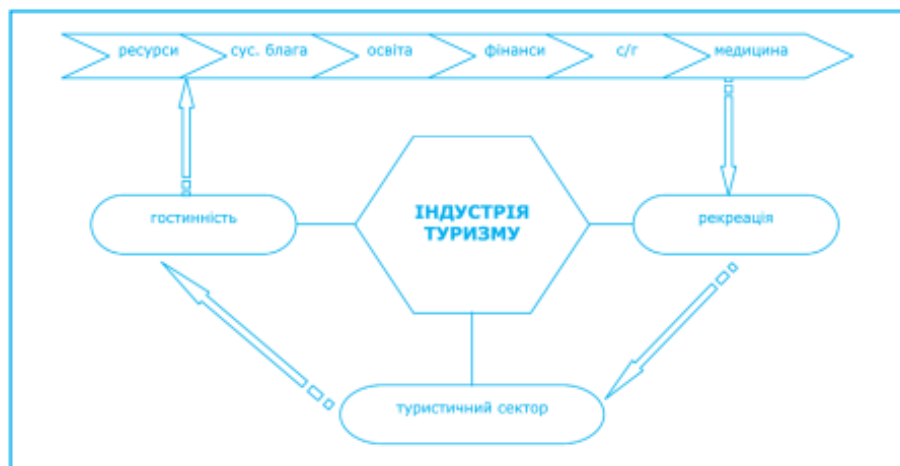 ресурси сус. блага освіта фінанси с/г медицина
гостинність
ІНДУСТРІЯ
ТУРИЗМУ
рекреація
туристичний сектор